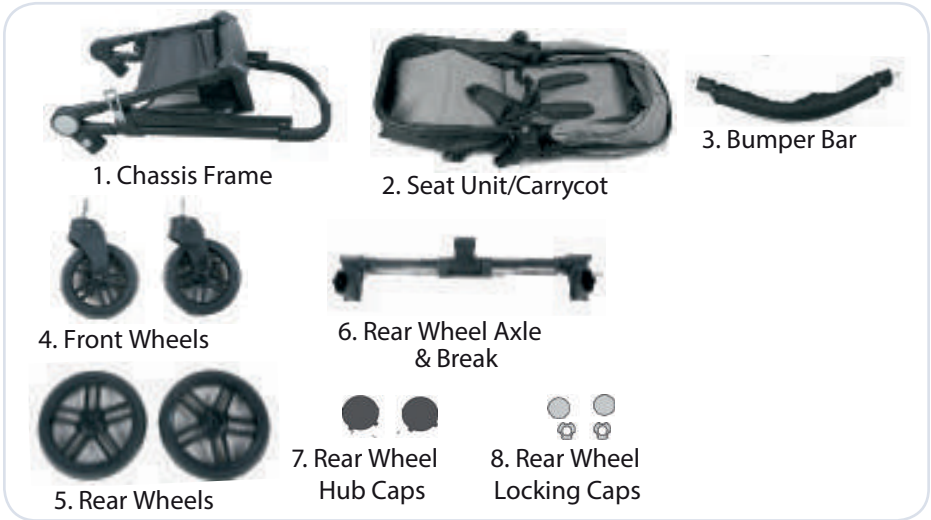 1. Chassis Frame
2. Seat Unit/Carrycot
3. Bumper Bar
4. Front Wheels
6. Rear Wheel Axle
& Break
5. Rear Wheels
7. Rear Wheel
Hub Caps
8. Rear Wheel
Locking Caps